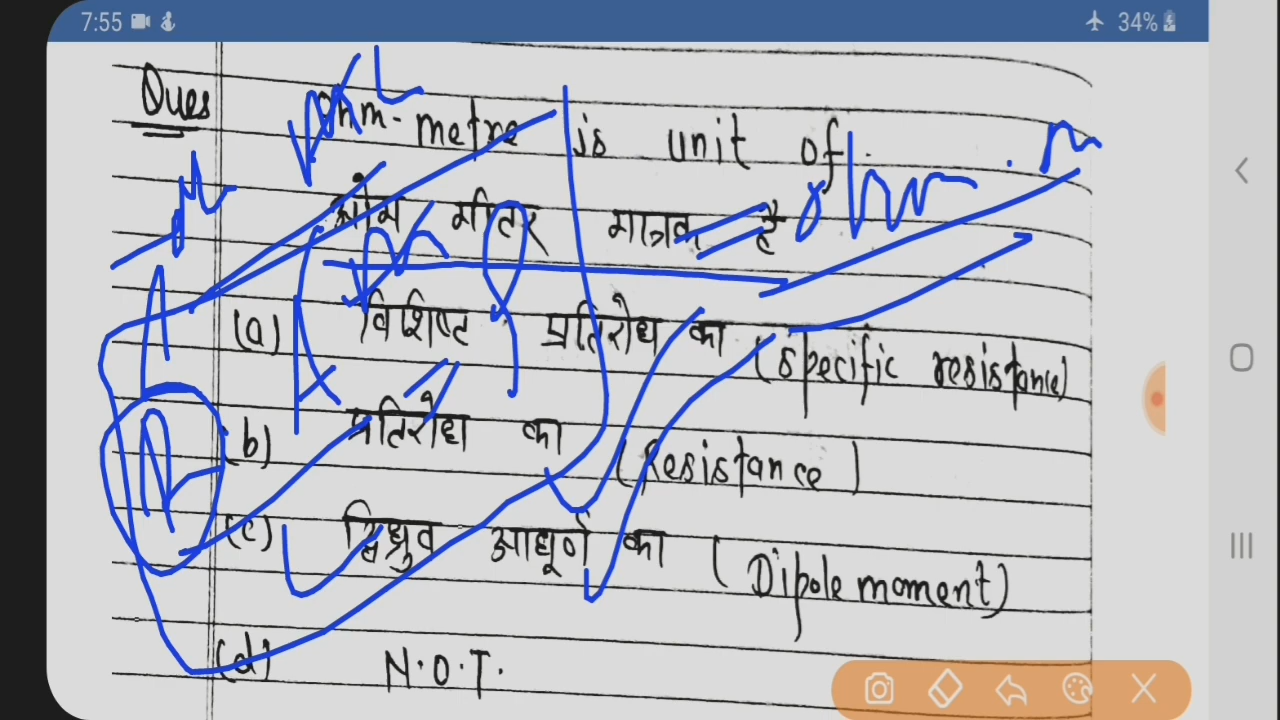 7:55 34%
Ques Ohm-metre is unit of
ओम मीटर मात्रक है
ohm . m
(a) विशिष्ट प्रतिरोध का (specific resistance)
(b) प्रतिरोध का (Resistance)
(c) द्विध्रुव आघूर्ण का (Dipole moment)
(d) N.O.T.